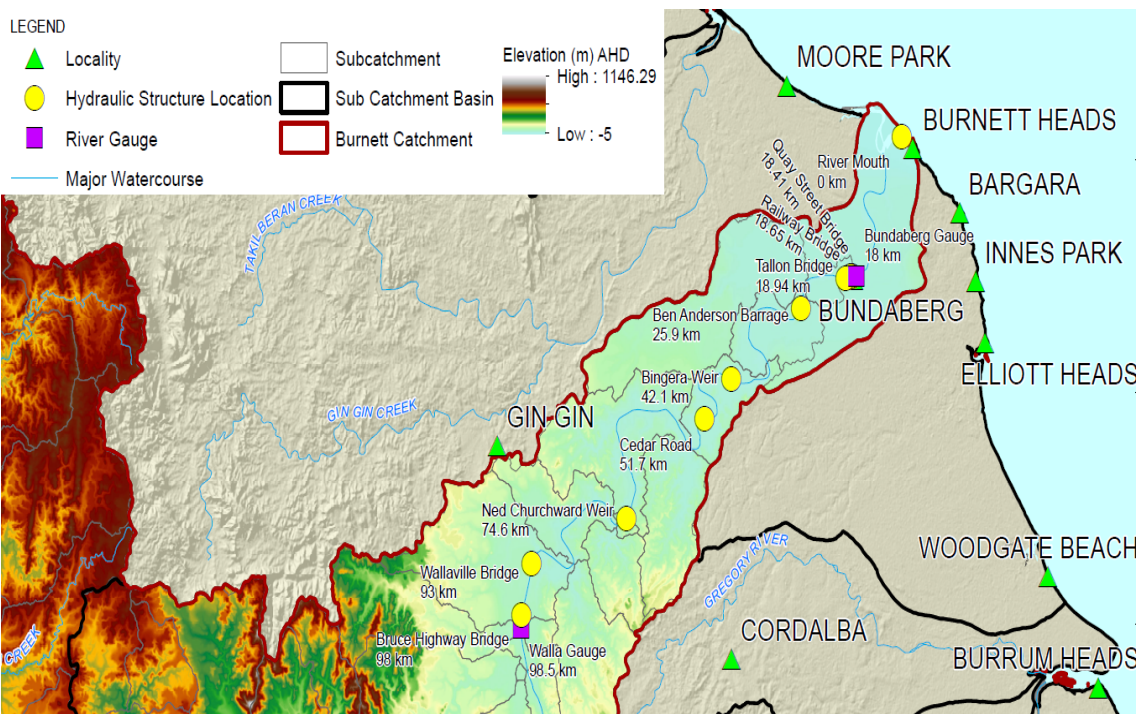 LEGEND
Locality
Hydraulic Structure Location
River Gauge
Major Watercourse
Subcatchment
Sub Catchment Basin
Burnett Catchment
Elevation (m) AHD
High : 1146.29
Low : -5
MOORE PARK
BURNETT HEADS
River Mouth
0 km
BARGARA
Quay Street Bridge
18.41 km
Railway Bridge
18.65 km
Bundaberg Gauge
18 km
INNES PARK
Tallon Bridge
18.94 km
TAKIL BERAN CREEK
Ben Anderson Barrage
25.9 km
BUNDABERG
ELLIOTT HEADS
Bingera Weir
42.1 km
GIN GIN CREEK
GIN GIN
Cedar Road
51.7 km
Ned Churchward Weir
74.6 km
WOODGATE BEACH
GREGORY RIVER
Wallaville Bridge
93 km
CORDALBA
Bruce Highway Bridge
98 km
Walla Gauge
98.5 km
CREEK
BURRUM HEADS